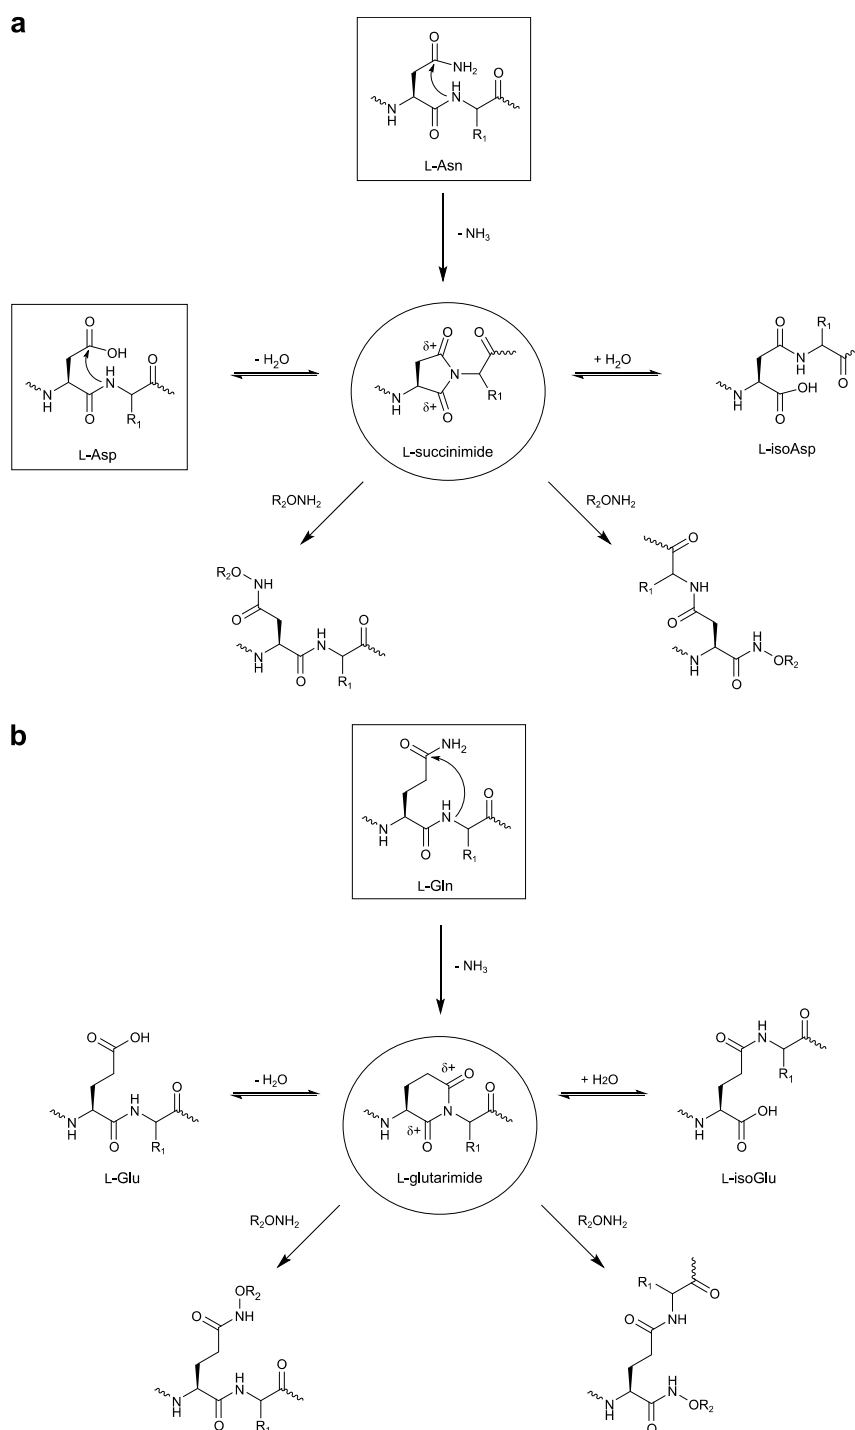 a
O
NH₂
H
N
O
N
H
O
R₁
L-Asn
- NH₃
O
OH
H
N
O
N
H
O
R₁
L-Asp
- H₂O
δ+
O
O
N
N
H
δ+
O
R1
L-succinimide
+ H₂O
O
R₁
N
H
O
OH
N
H
O
L-isoAsp
R₂ONH₂
R₂ONH₂
R₂O
NH
O
H
N
O
N
H
O
R₁
O
R₁
NH
O
H
N
OR₂
N
H
O
b
O
NH₂
H
N
O
N
H
O
R₁
L-Gln
- NH₃
O
OH
H
N
O
N
H
O
R₁
L-Glu
- H₂O
δ+
O
O
N
N
H
δ+
O
R₁
L-glutarimide
+ H2O
O
H
N
O
R₁
OH
N
H
O
L-isoGlu
R₂ONH₂
R₂ONH₂
OR₂
O
NH
H
N
O
N
H
O
R₁
R₁
O
O
NH
H
N
OR₂
N
H
O